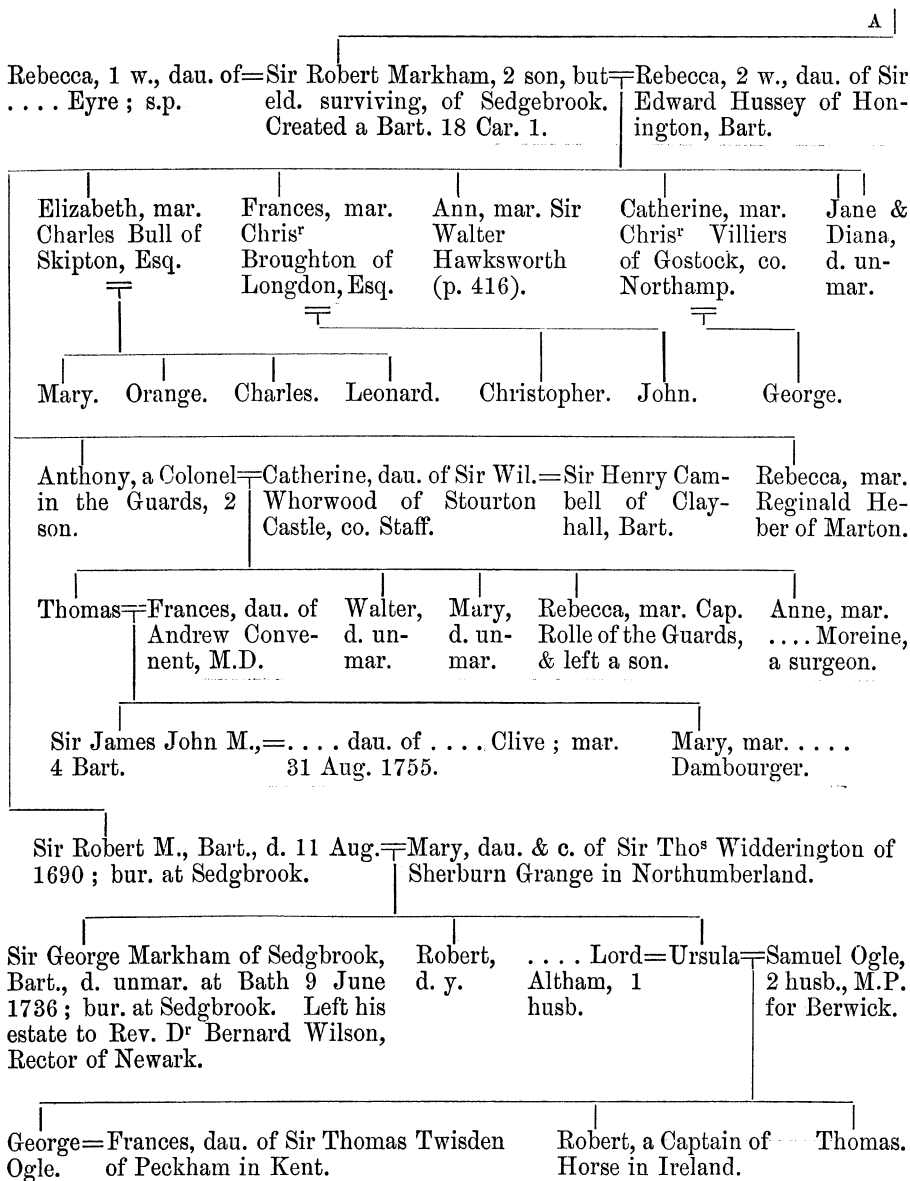 A
Rebecca, 1 w., dau. of=Sir Robert Markham, 2 son, but=Rebecca, 2 w., dau. of Sir
.... Eyre ; s.p. eld. surviving, of Sedgebrook. Edward Hussey of Hon-
Created a Bart. 18 Car. 1. ington, Bart.
Elizabeth, mar. Frances, mar. Ann, mar. Sir Catherine, mar. Jane &
Charles Bull of Chrisr Walter Chrisr Villiers Diana,
Skipton, Esq. Broughton of Hawksworth of Gostock, co. d. un-
Longdon, Esq. (p. 416). Northamp. mar.
Mary. Orange. Charles. Leonard. Christopher. John. George.
Anthony, a Colonel=Catherine, dau. of Sir Wil.=Sir Henry Cam- Rebecca, mar.
in the Guards, 2 Whorwood of Stourton bell of Clay- Reginald He-
son. Castle, co. Staff. hall, Bart. ber of Marton.
Thomas=Frances, dau. of Walter, Mary, Rebecca, mar. Cap. Anne, mar.
Andrew Conve- d. un- d. un- Rolle of the Guards, .... Moreine,
nent, M.D. mar. mar. & left a son. a surgeon.
Sir James John M.,=.... dau. of .... Clive ; mar. Mary, mar. ....
4 Bart. 31 Aug. 1755. Dambourger.
Sir Robert M., Bart., d. 11 Aug.=Mary, dau. & c. of Sir Thos Widderington of
1690 ; bur. at Sedgbrook. Sherburn Grange in Northumberland.
Sir George Markham of Sedgbrook, Robert, .... Lord=Ursula=Samuel Ogle,
Bart., d. unmar. at Bath 9 June d. y. Altham, 1 2 husb., M.P.
1736 ; bur. at Sedgbrook. Left his husb. for Berwick.
estate to Rev. Dr Bernard Wilson,
Rector of Newark.
George=Frances, dau. of Sir Thomas Twisden Robert, a Captain of Thomas.
Ogle. of Peckham in Kent. Horse in Ireland.